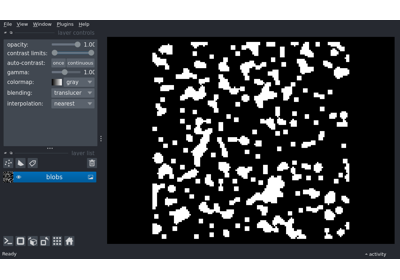 File View Window Plugins Help
layer controls
opacity: 1.00
contrast limits:
auto-contrast: once continuous
gamma: 1.00
colormap: gray
blending: translucen
interpolation: nearest
layer list
blobs
Ready
activity